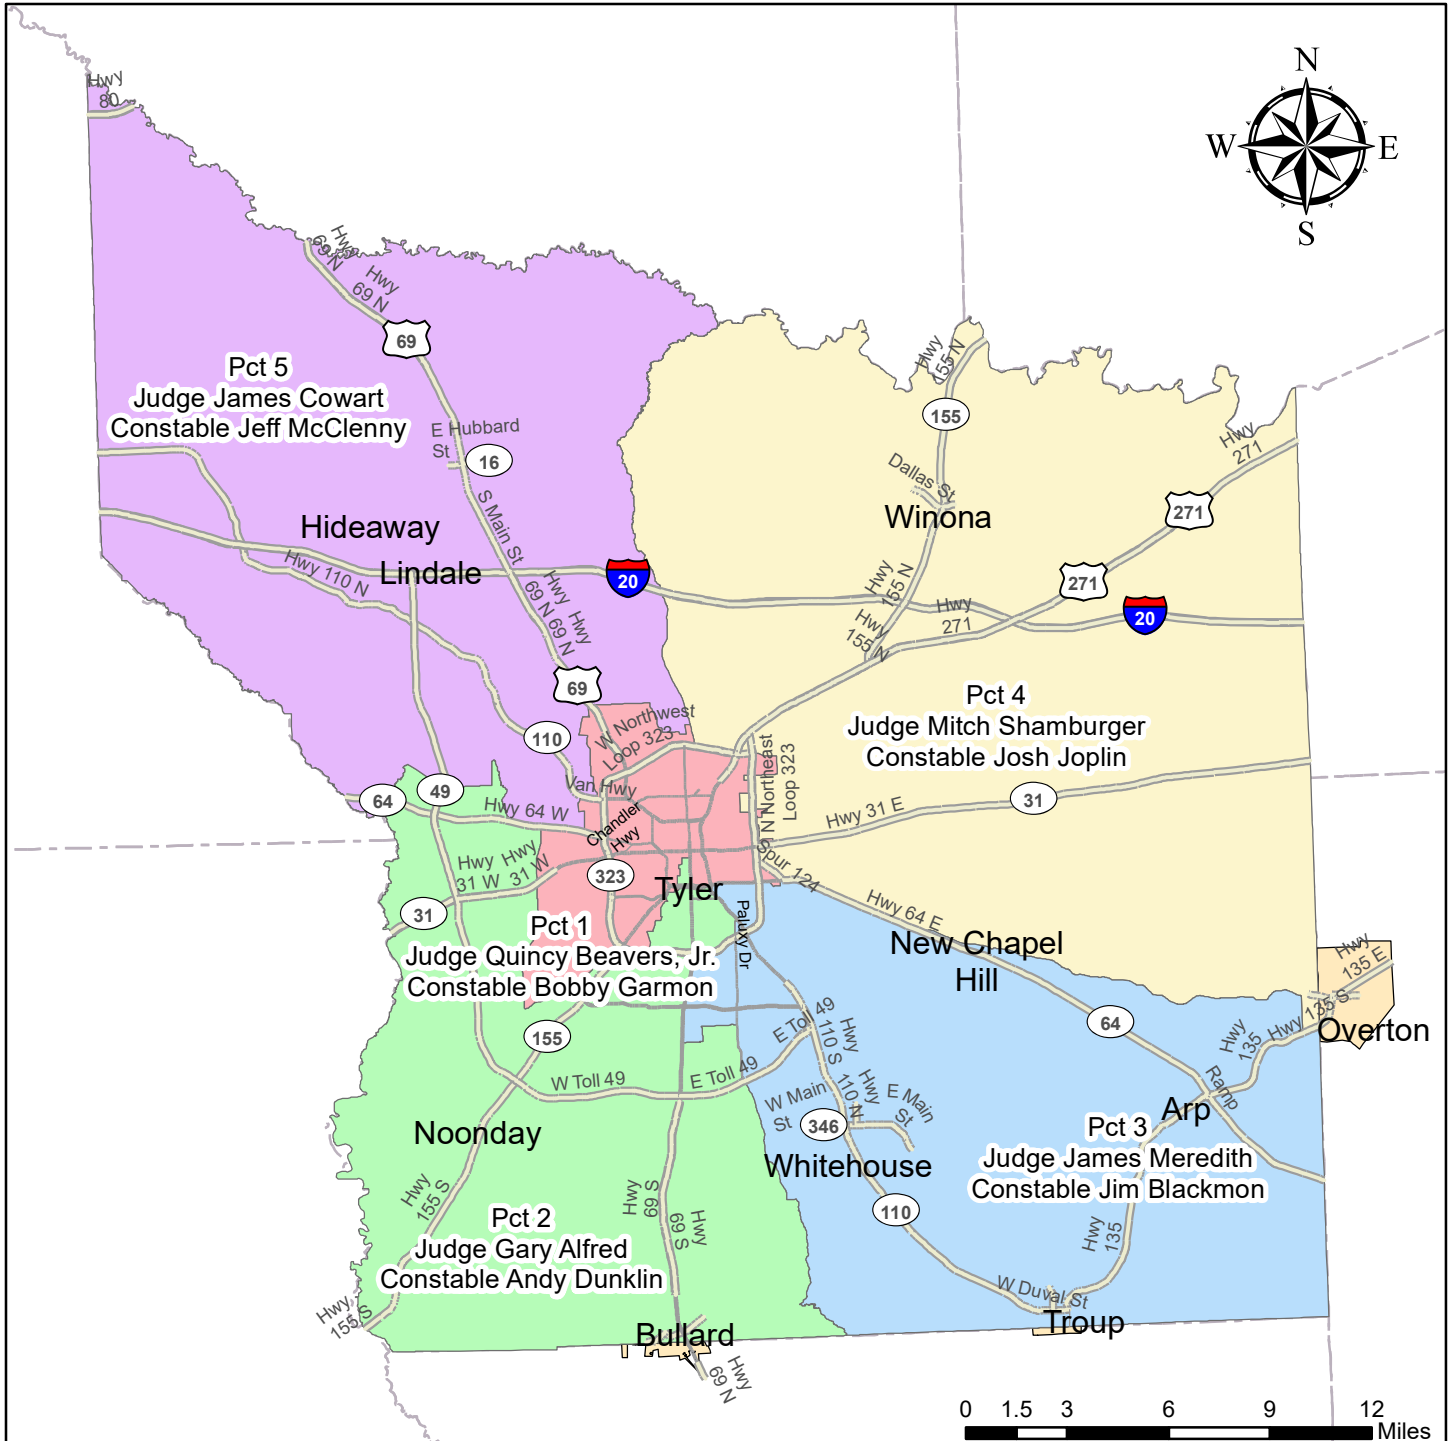 N
W
E
S
Hwy
80
Hwy
69 N
Hwy
69 N
69
Pct 5
Judge James Cowart
Constable Jeff McClenny
E Hubbard
St
16
S Main St
Hideaway
Lindale
Hwy 110 N
20
Hwy
69 N
Hwy
69 N
69
Hwy
155 N
155
Dallas St
Winona
Hwy
271
271
271
Hwy
155 N
Hwy
271
20
Hwy
155 N
Pct 4
Judge Mitch Shamburger
Constable Josh Joplin
W Northwest
Loop 323
110
Van Hwy
N Northeast
Loop 323
49
64
Hwy 64 W
Chandler
Hwy
31
Hwy 31 E
Hwy
31 W
Hwy
31 W
323
Spur 124
Tyler
31
Pct 1
Judge Quincy Beavers, Jr.
Constable Bobby Garmon
Paluxy Dr
Hwy 64 E
New Chapel
Hill
Hwy
135 E
Hwy 135 S
Overton
64
Hwy
135
155
E Toll 49
Hwy
110 S
W Toll 49
E Toll 49
Ramp
Arp
Hwy
110 N
W Main
St
E Main
St
346
Noonday
Whitehouse
Pct 3
Judge James Meredith
Constable Jim Blackmon
Hwy
155 S
Hwy
69 S
Hwy
69 S
110
Hwy
135
Pct 2
Judge Gary Alfred
Constable Andy Dunklin
W Duval St
Troup
Hwy
155 S
Bullard
Hwy
69 N
0 1.5 3 6 9 12
Miles